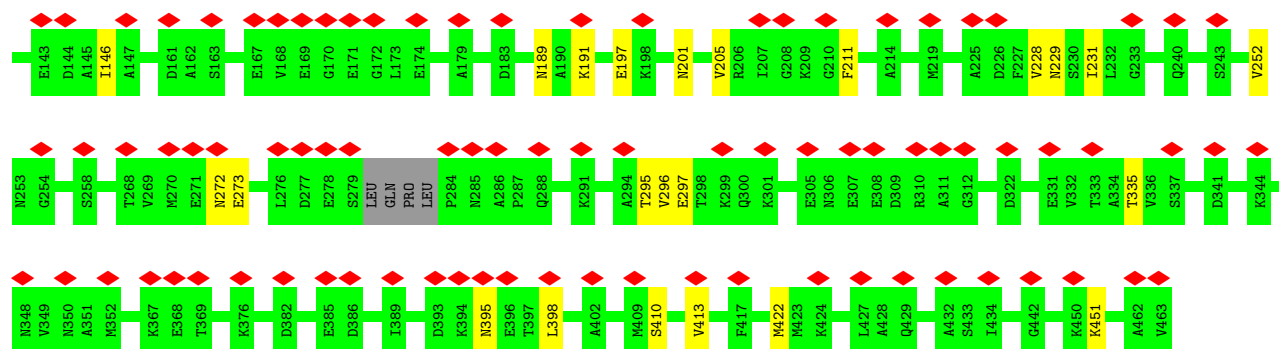 E143 D144 A145 I146 A147 D161 A162 S163 E167 V168 E169 G170 E171 G172 L173 E174 A179 D183 N189 A190 K191 E197 K198 N201 V205 R206 I207 G208 K209 G210 F211 A214 M219 A225 D226 F227 V228 N229 S230 I231 L232 G233 Q240 S243 V252
N253 G254 S258 T268 V269 M270 E271 N272 E273 L276 D277 E278 S279 LEU GLN PRO LEU P284 N285 A286 P287 Q288 K291 A294 T295 V296 E297 T298 K299 Q300 K301 E305 N306 E307 E308 D309 R310 A311 G312 D322 E331 V332 T333 A334 T335 V336 S337 D341 K344
N348 V349 N350 A351 M352 K367 E368 T369 K376 D382 E385 D386 I389 D393 K394 N395 E396 T397 L398 A402 M409 S410 V413 F417 M422 M423 K424 L427 A428 Q429 A432 S433 I434 G442 K450 K451 A462 V463